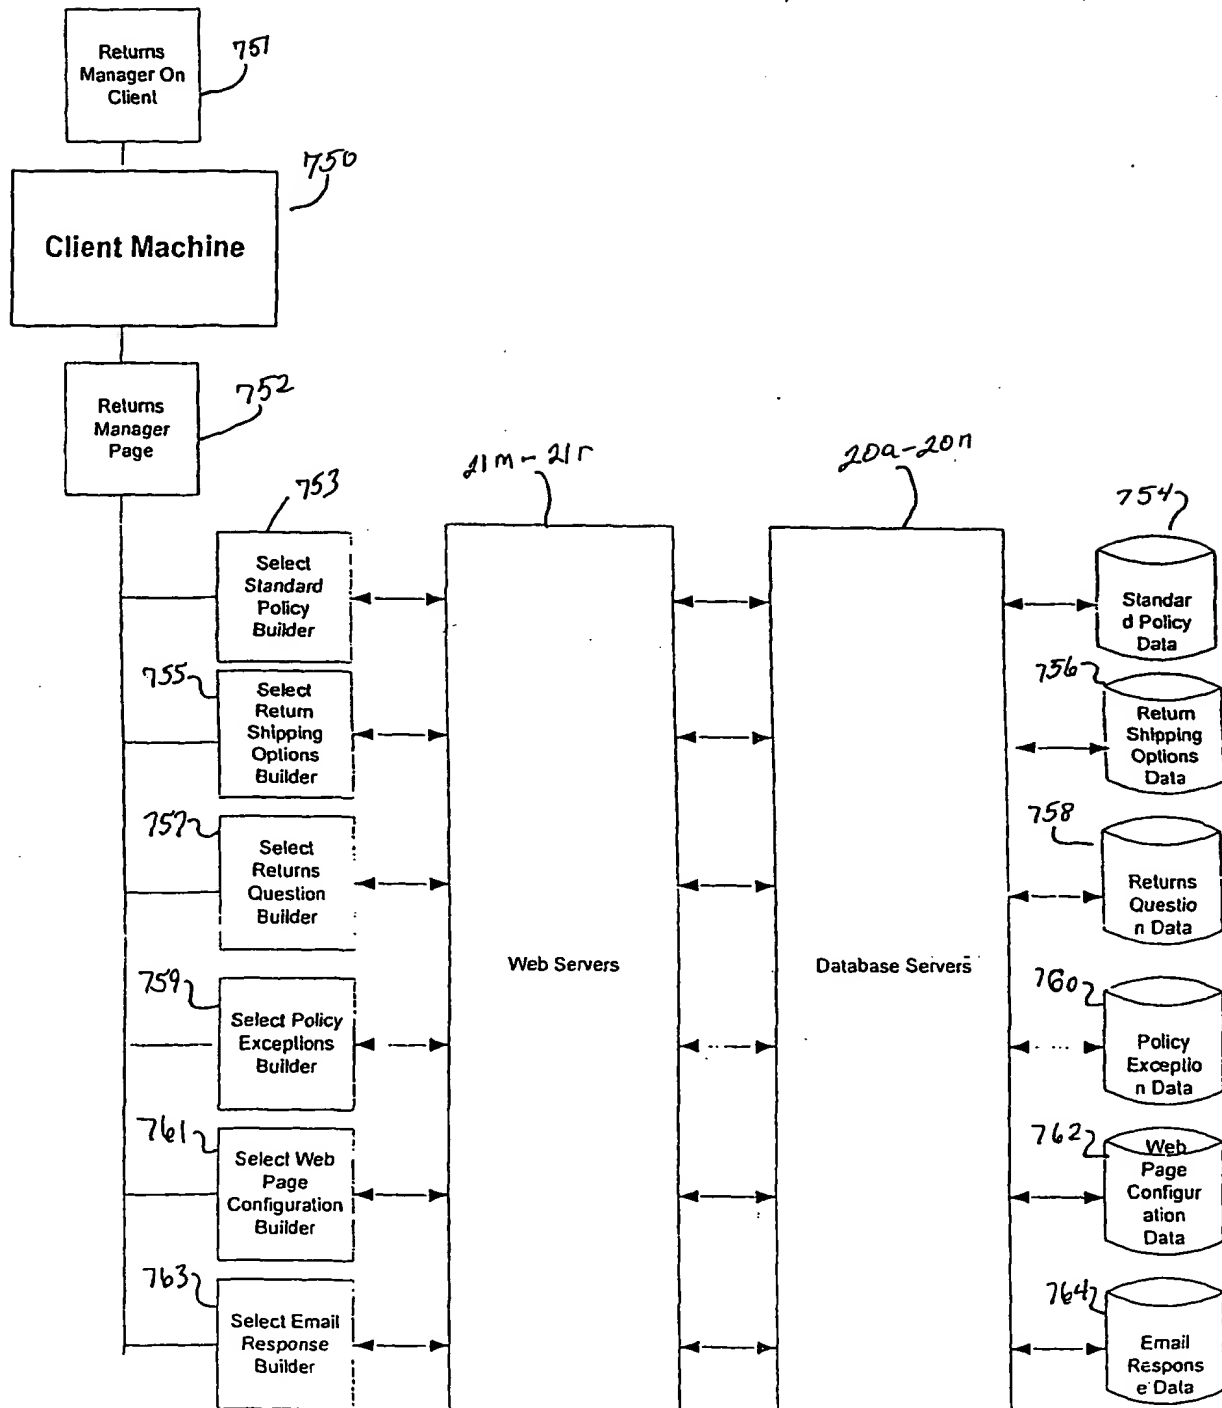 Returns
Manager On
Client
751
750
Client Machine
752
Returns
Manager
Page
21m-21r
20a-20n
753
754
Select
Standard
Policy
Builder
Standar
d Policy
Data
755
756
Select
Return
Shipping
Options
Builder
Return
Shipping
Options
Data
757
758
Select
Returns
Question
Builder
Returns
Questio
n Data
Web Servers
Database Servers
759
760
Select Policy
Exceptions
Builder
Policy
Exceptio
n Data
761
762
Select Web
Page
Configuration
Builder
Web
Page
Configur
ation
Data
763
764
Select Email
Response
Builder
Email
Respons
e Data